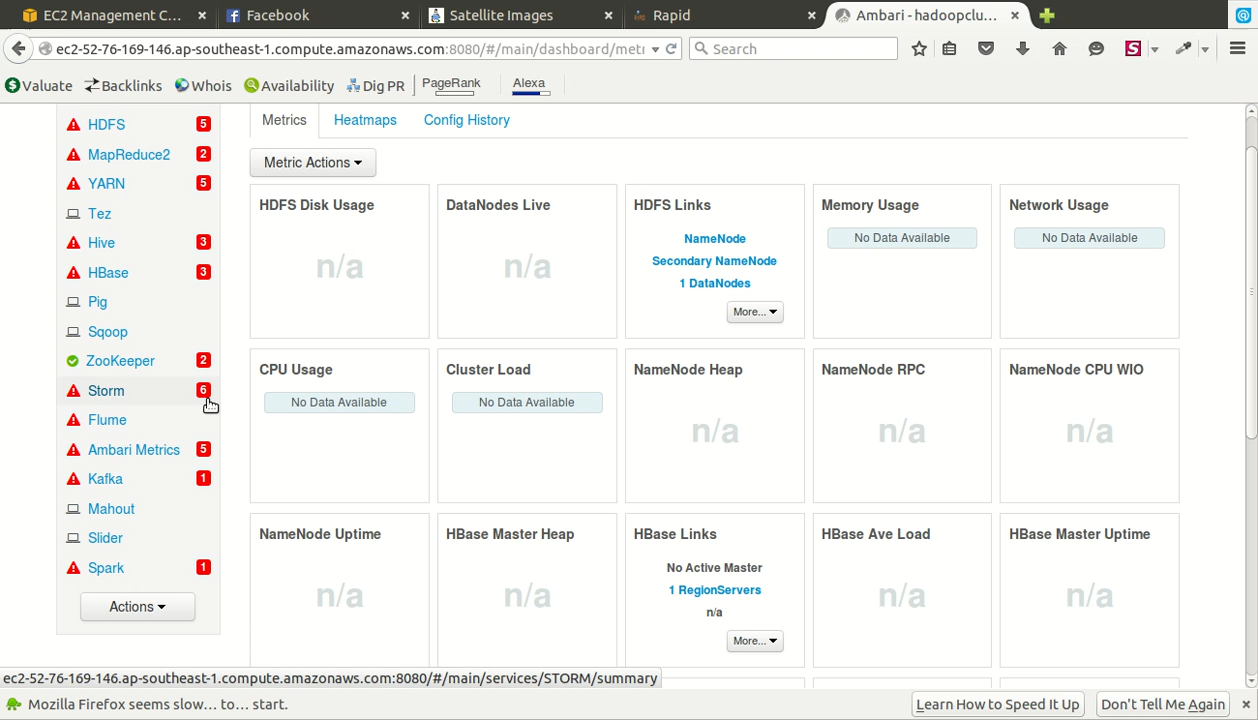 EC2 Management C... × Facebook × Satellite Images × Rapid × Ambari - hadoopclu... ×
ec2-52-76-169-146.ap-southeast-1.compute.amazonaws.com:8080/#/main/dashboard/metr Search
Valuate Backlinks Whois Availability Dig PR PageRank Alexa
HDFS 5
MapReduce2 2
YARN 5
Tez
Hive 3
HBase 3
Pig
Sqoop
ZooKeeper 2
Storm 6
Flume
Ambari Metrics 5
Kafka 1
Mahout
Slider
Spark 1
Actions
Metrics Heatmaps Config History
Metric Actions
HDFS Disk Usage
n/a
DataNodes Live
n/a
HDFS Links
NameNode
Secondary NameNode
1 DataNodes
More...
Memory Usage
No Data Available
Network Usage
No Data Available
CPU Usage
No Data Available
Cluster Load
No Data Available
NameNode Heap
n/a
NameNode RPC
n/a
NameNode CPU WIO
n/a
NameNode Uptime
n/a
HBase Master Heap
n/a
HBase Links
No Active Master
1 RegionServers
n/a
More...
HBase Ave Load
n/a
HBase Master Uptime
n/a
ec2-52-76-169-146.ap-southeast-1.compute.amazonaws.com:8080/#/main/services/STORM/summary
Mozilla Firefox seems slow... to... start. Learn How to Speed It Up Don't Tell Me Again ×